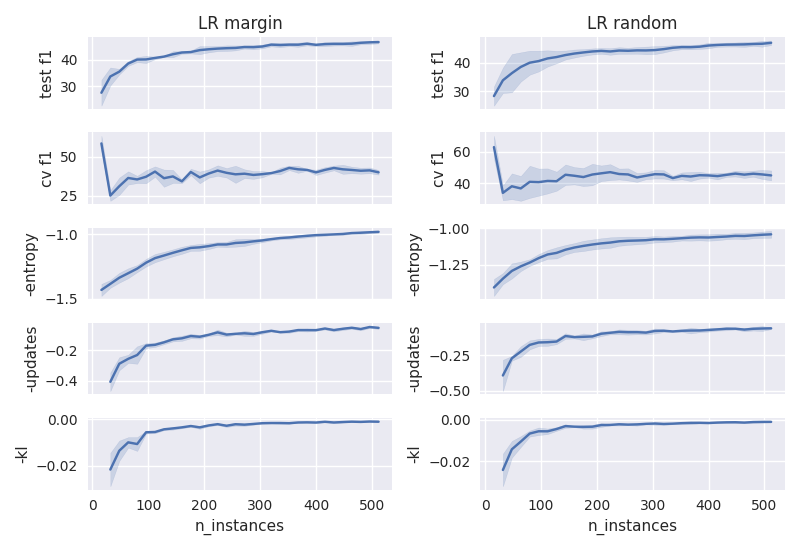 LR margin
LR random
test f1
40
30
test f1
40
30
cv f1
50
25
cv f1
60
40
-entropy
−1.0
−1.5
-entropy
−1.00
−1.25
-updates
−0.2
−0.4
-updates
−0.25
−0.50
-kl
0.00
−0.02
-kl
0.00
−0.02
0 100 200 300 400 500
0 100 200 300 400 500
n_instances
n_instances